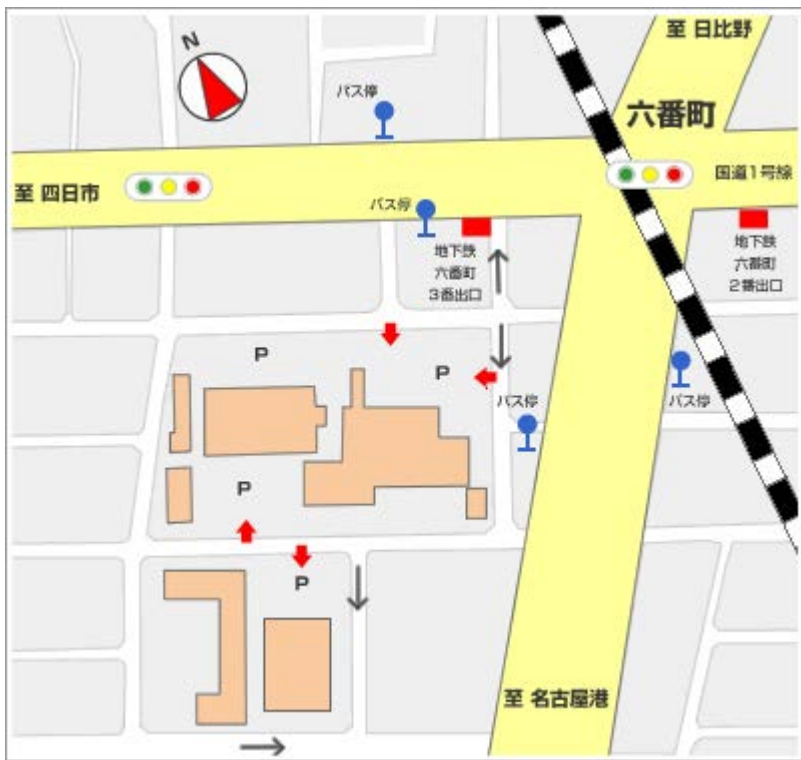 至 日比野
N
バス停
六番町
国道1号線
至 四日市
バス停
地下鉄
六番町
3番出口
地下鉄
六番町
2番出口
P
P
バス停
バス停
P
P
至 名古屋港